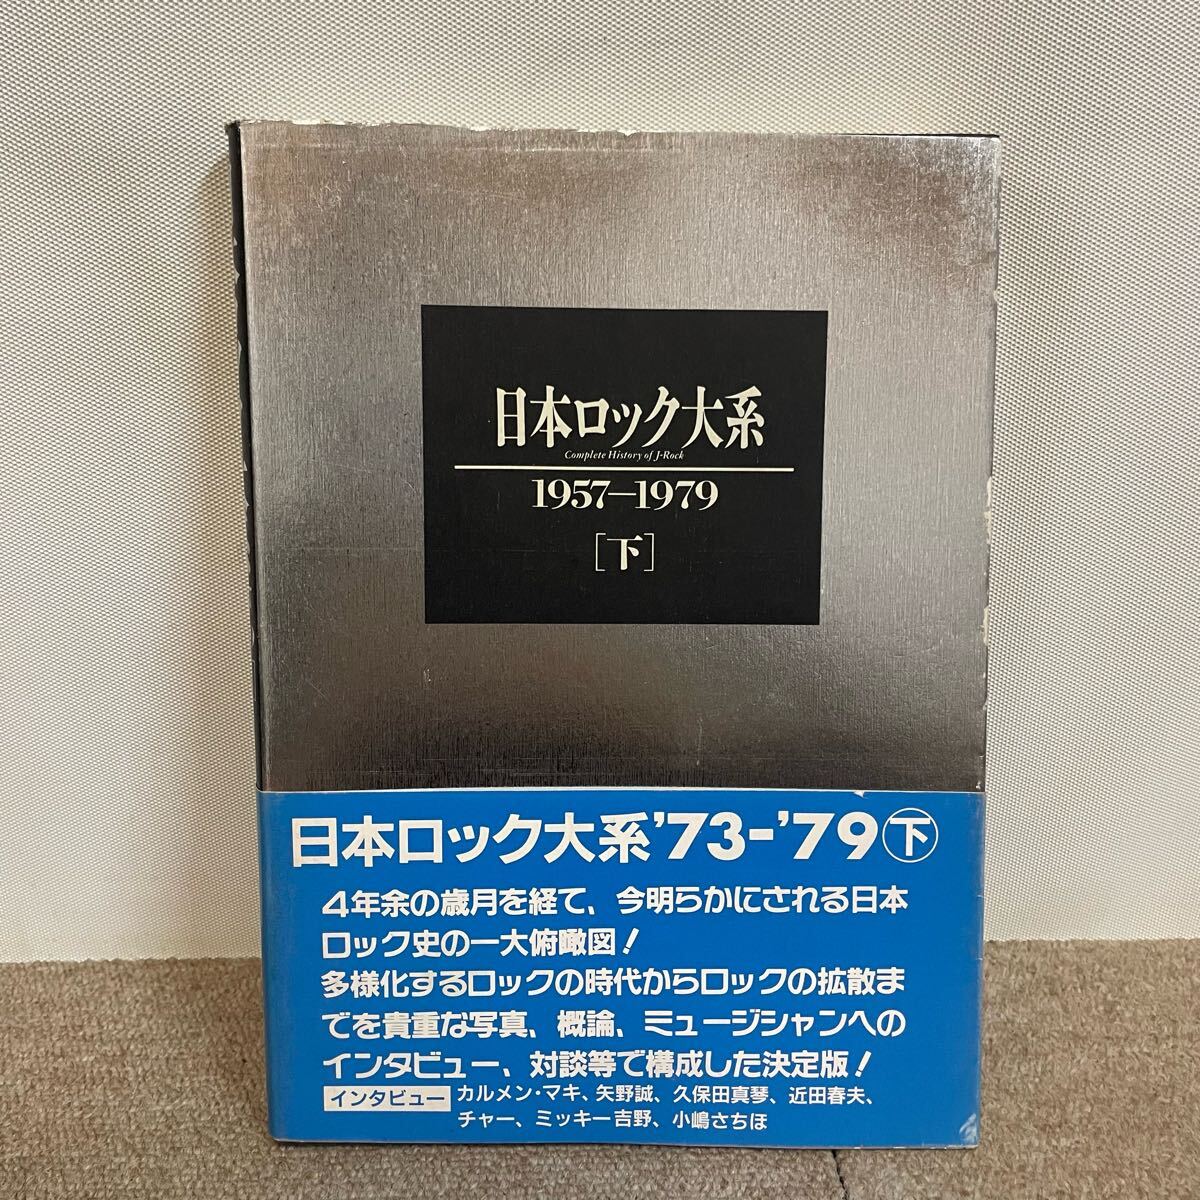 日本ロック大系
Complete History of J-Rock
1957—1979
[下]
日本ロック大系'73-'79㊦
4年余の歳月を経て、今明らかにされる日本
ロック史の一大俯瞰図!
多様化するロックの時代からロックの拡散ま
でを貴重な写真、概論、ミュージシャンへの
インタビュー、対談等で構成した決定版!
インタビュー カルメン・マキ、矢野誠、久保田真琴、近田春夫、
チャー、ミッキー吉野、小嶋さちほ